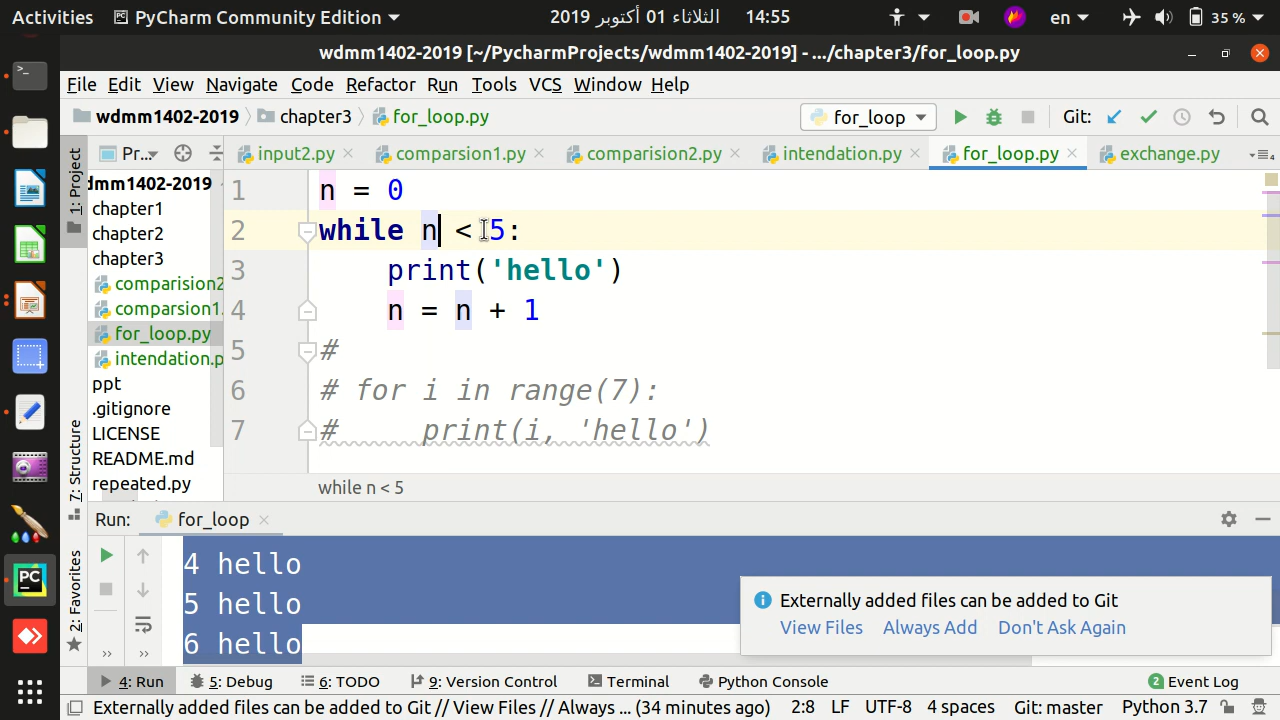 Activities PyCharm Community Edition الثلاثاء 01 أكتوبر 2019 14:55 en 35 %
wdmm1402-2019 [~/PycharmProjects/wdmm1402-2019] - .../chapter3/for_loop.py
File Edit View Navigate Code Refactor Run Tools VCS Window Help
wdmm1402-2019 chapter3 for_loop.py for_loop Git:
1: Project Pr... input2.py comparsion1.py comparision2.py intendation.py for_loop.py exchange.py 4
dmm1402-2019
chapter1
chapter2
chapter3
comparision2
comparsion1.
for_loop.py
intendation.p
ppt
.gitignore
LICENSE
README.md
repeated.py
1 n = 0
2 while n < 5:
3 print('hello')
4 n = n + 1
5 #
6 # for i in range(7):
7 # print(i, 'hello')
while n < 5
7: Structure
2: Favorites
Run: for_loop
4 hello
5 hello
6 hello
Externally added files can be added to Git
View Files Always Add Don't Ask Again
4: Run 5: Debug 6: TODO 9: Version Control Terminal Python Console 2 Event Log
Externally added files can be added to Git // View Files // Always ... (34 minutes ago) 2:8 LF UTF-8 4 spaces Git: master Python 3.7
PC